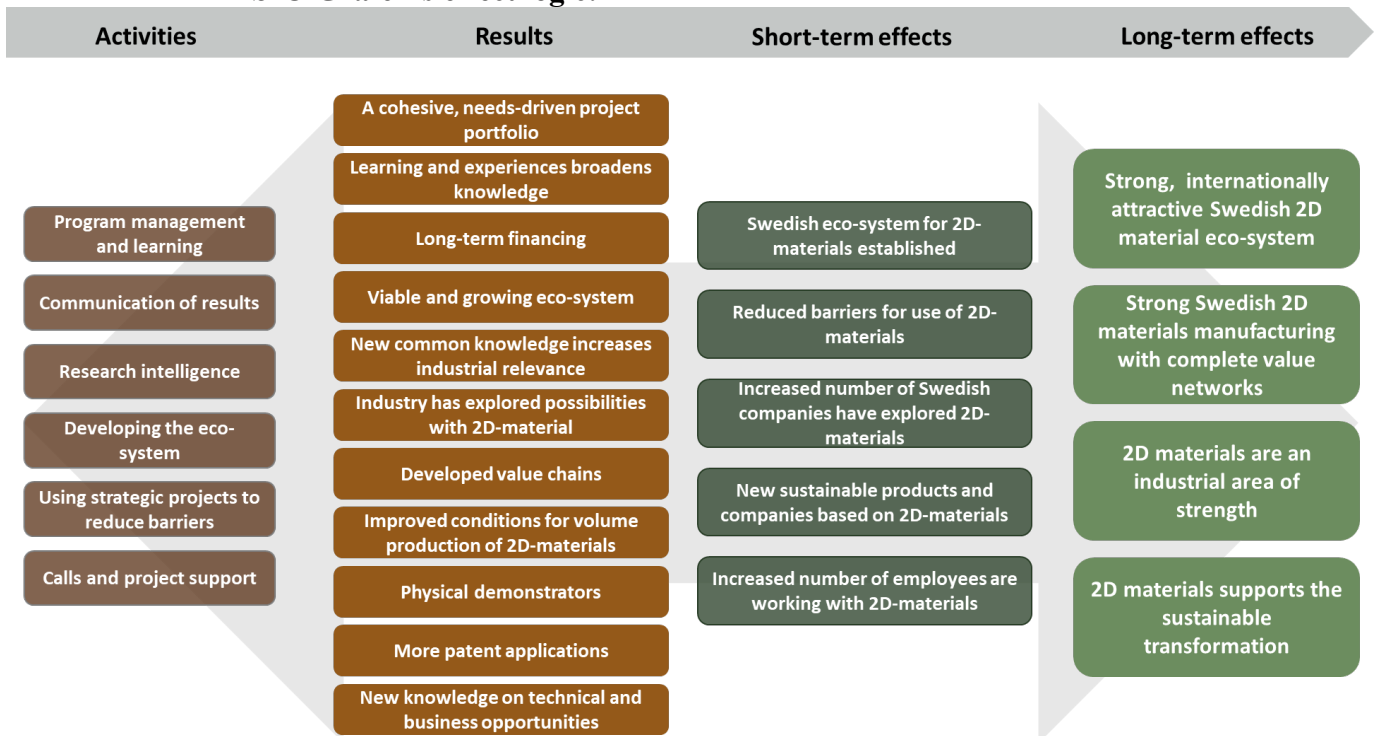 Activities
Results
Short-term effects
Long-term effects
Program management
and learning
Communication of results
Research intelligence
Developing the eco-
system
Using strategic projects to
reduce barriers
Calls and project support
A cohesive, needs-driven project
portfolio
Learning and experiences broadens
knowledge
Long-term financing
Viable and growing eco-system
New common knowledge increases
industrial relevance
Industry has explored possibilities
with 2D-material
Developed value chains
Improved conditions for volume
production of 2D-materials
Physical demonstrators
More patent applications
New knowledge on technical and
business opportunities
Swedish eco-system for 2D-
materials established
Reduced barriers for use of 2D-
materials
Increased number of Swedish
companies have explored 2D-
materials
New sustainable products and
companies based on 2D-materials
Increased number of employees are
working with 2D-materials
Strong, internationally
attractive Swedish 2D
material eco-system
Strong Swedish 2D
materials manufacturing
with complete value
networks
2D materials are an
industrial area of
strength
2D materials supports the
sustainable
transformation